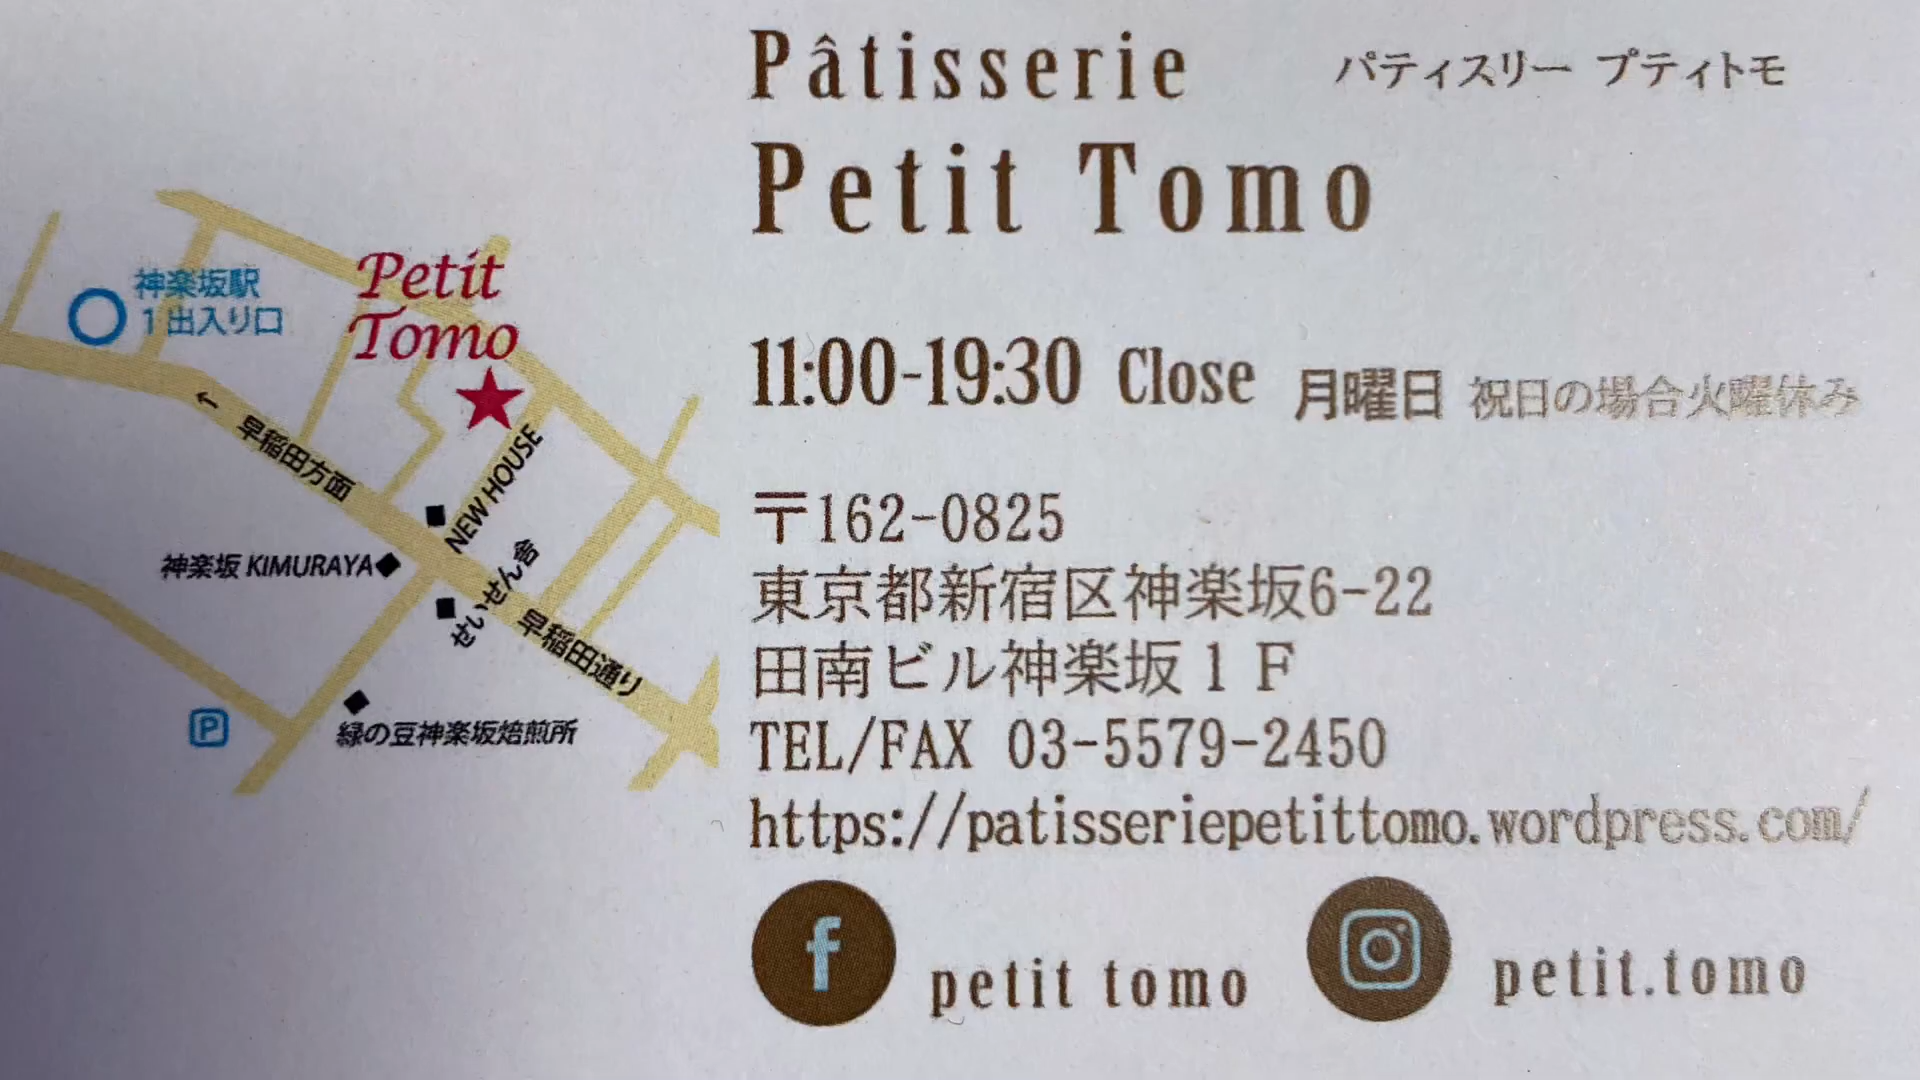 Pâtisserie パティスリー プティトモ
Petit Tomo
11:00-19:30 Close 月曜日 祝日の場合火曜休み
〒162-0825
東京都新宿区神楽坂6-22
田南ビル神楽坂1F
TEL/FAX 03-5579-2450
https://patisseriepetittomo.wordpress.com/
petit tomo petit.tomo
神楽坂駅
1出入り口
Petit
Tomo
↑早稲田方面
NEW HOUSE
神楽坂 KIMURAYA
せいせん舎
早稲田通り
P
緑の豆神楽坂焙煎所